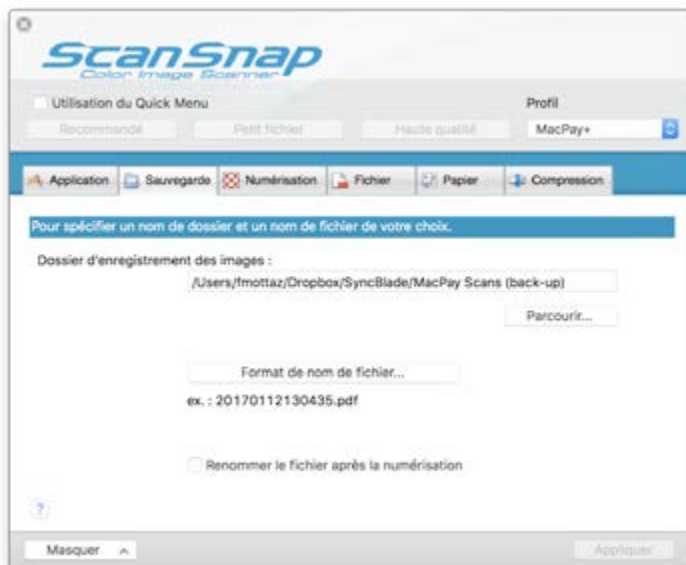 ScanSnap
Color Image Scanner
Utilisation du Quick Menu
Profil
Recommandé Petit fichier Haute qualité MacPay+
Application Sauvegarde Numérisation Fichier Papier Compression
Pour spécifier un nom de dossier et un nom de fichier de votre choix.
Dossier d'enregistrement des images :
/Users/fmottaz/Dropbox/SyncBlade/MacPay Scans (back-up)
Parcourir...
Format de nom de fichier...
ex. : 20170112130435.pdf
Renommer le fichier après la numérisation
?
Masquer Appliquer